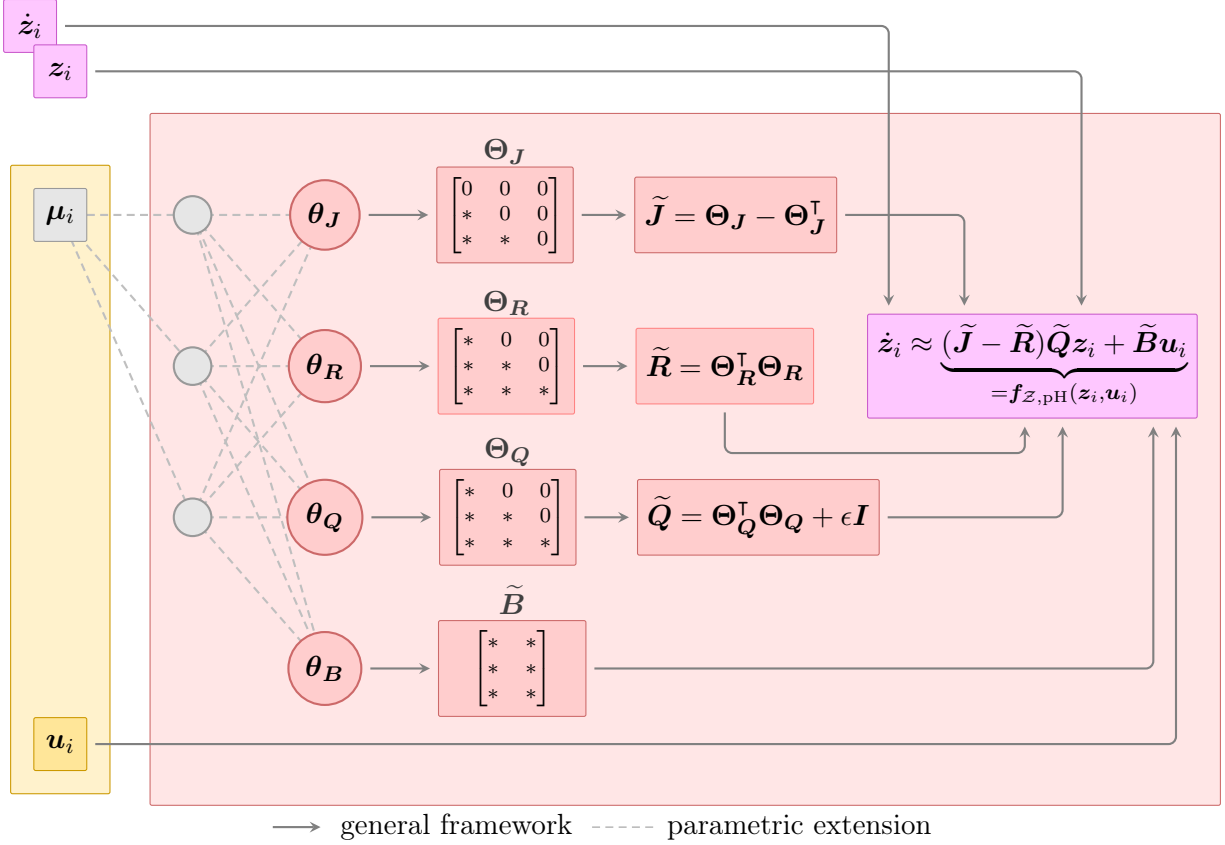 ż_i
z_i
Θ_J
μ_i
θ_J
[0 0 0
* 0 0
* * 0]
J̃ = Θ_J − Θ_J^⊤
Θ_R
θ_R
[* 0 0
* * 0
* * *]
R̃ = Θ_R^⊤Θ_R
ż_i ≈ (J̃ − R̃)Q̃z_i + B̃u_i
=f_{𝒵,pH}(z_i,u_i)
Θ_Q
θ_Q
[* 0 0
* * 0
* * *]
Q̃ = Θ_Q^⊤Θ_Q + ϵI
B̃
θ_B
[* *
* *
* *]
u_i
general framework
parametric extension